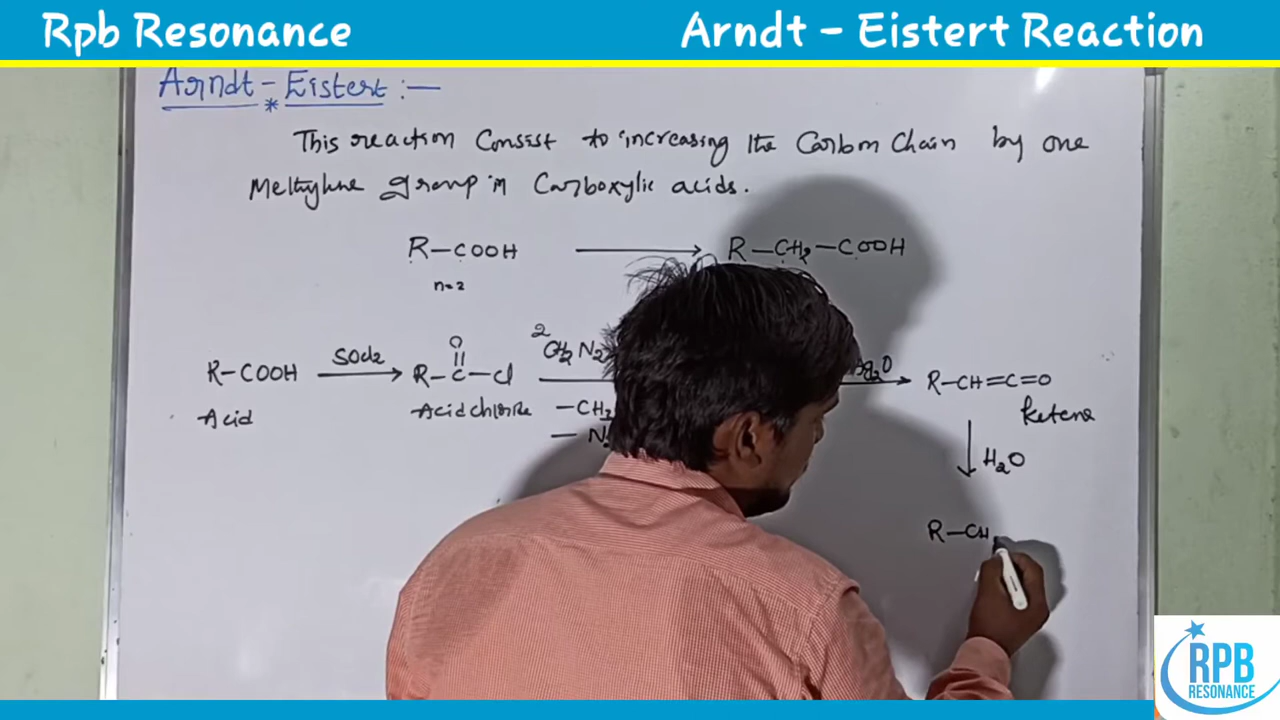 Rpb Resonance
Arndt – Eistert Reaction
Arndt - Eistert :—
*
This reaction Consist to increasing the Carbon Chain by one
Methylene group in Carboxylic acids.
R—COOH → R—CH2—COOH
n=2
R–COOH SOCl2 → R–C–Cl 2 CH2N2 Ag2O → R–CH=C=O
O
Acid
Acid chloride
—CH3
— N2
Ketene
↓ H2O
R—CH
RPB
RESONANCE